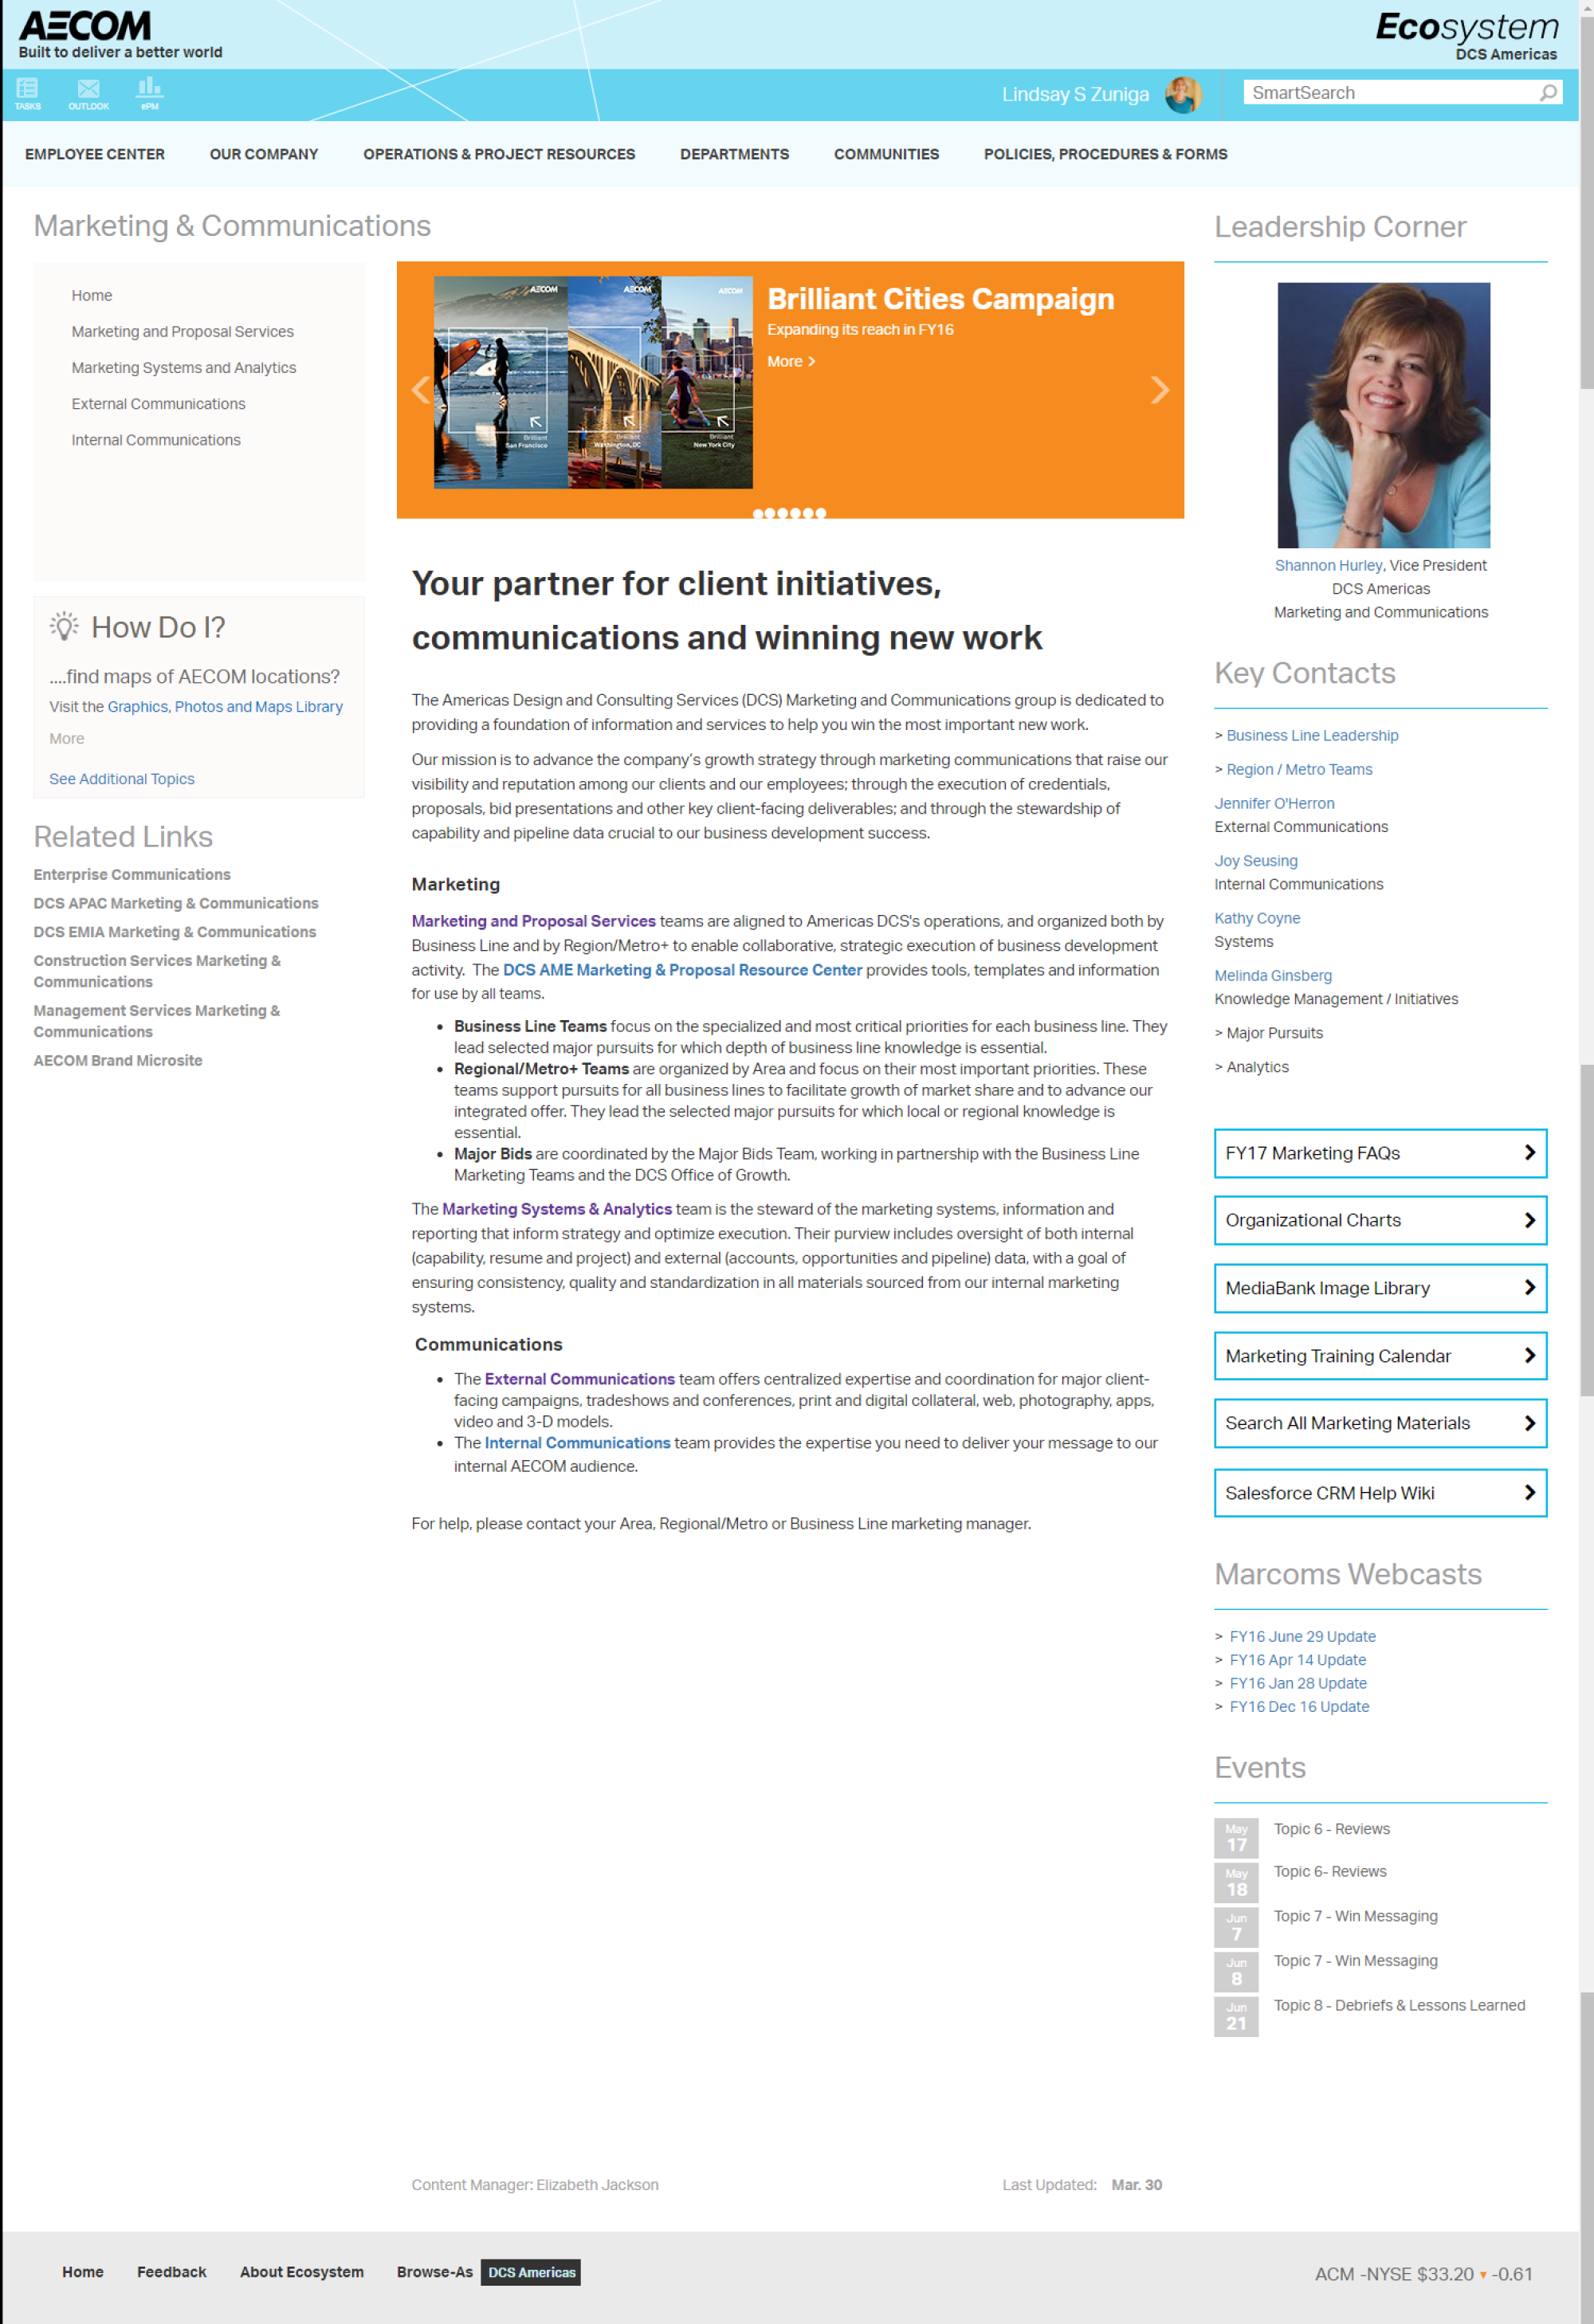 AECOM
Built to deliver a better world
Ecosystem
DCS Americas
TASKS
OUTLOOK
ePM
Lindsay S Zuniga
SmartSearch
EMPLOYEE CENTER
OUR COMPANY
OPERATIONS & PROJECT RESOURCES
DEPARTMENTS
COMMUNITIES
POLICIES, PROCEDURES & FORMS
Marketing & Communications
Home
Marketing and Proposal Services
Marketing Systems and Analytics
External Communications
Internal Communications
How Do I?
....find maps of AECOM locations?
Visit the Graphics, Photos and Maps Library
More
See Additional Topics
Related Links
Enterprise Communications
DCS APAC Marketing & Communications
DCS EMIA Marketing & Communications
Construction Services Marketing &
Communications
Management Services Marketing &
Communications
AECOM Brand Microsite
AECOM
AECOM
AECOM
Brilliant
San Francisco
Brilliant
Washington, DC
Brilliant
New York City
Brilliant Cities Campaign
Expanding its reach in FY16
More >
Your partner for client initiatives,
communications and winning new work
The Americas Design and Consulting Services (DCS) Marketing and Communications group is dedicated to
providing a foundation of information and services to help you win the most important new work.
Our mission is to advance the company's growth strategy through marketing communications that raise our
visibility and reputation among our clients and our employees; through the execution of credentials,
proposals, bid presentations and other key client-facing deliverables; and through the stewardship of
capability and pipeline data crucial to our business development success.
Marketing
Marketing and Proposal Services teams are aligned to Americas DCS's operations, and organized both by
Business Line and by Region/Metro+ to enable collaborative, strategic execution of business development
activity. The DCS AME Marketing & Proposal Resource Center provides tools, templates and information
for use by all teams.
• Business Line Teams focus on the specialized and most critical priorities for each business line. They
lead selected major pursuits for which depth of business line knowledge is essential.
• Regional/Metro+ Teams are organized by Area and focus on their most important priorities. These
teams support pursuits for all business lines to facilitate growth of market share and to advance our
integrated offer. They lead the selected major pursuits for which local or regional knowledge is
essential.
• Major Bids are coordinated by the Major Bids Team, working in partnership with the Business Line
Marketing Teams and the DCS Office of Growth.
The Marketing Systems & Analytics team is the steward of the marketing systems, information and
reporting that inform strategy and optimize execution. Their purview includes oversight of both internal
(capability, resume and project) and external (accounts, opportunities and pipeline) data, with a goal of
ensuring consistency, quality and standardization in all materials sourced from our internal marketing
systems.
Communications
• The External Communications team offers centralized expertise and coordination for major client-
facing campaigns, tradeshows and conferences, print and digital collateral, web, photography, apps,
video and 3-D models.
• The Internal Communications team provides the expertise you need to deliver your message to our
internal AECOM audience.
For help, please contact your Area, Regional/Metro or Business Line marketing manager.
Leadership Corner
Shannon Hurley, Vice President
DCS Americas
Marketing and Communications
Key Contacts
> Business Line Leadership
> Region / Metro Teams
Jennifer O'Herron
External Communications
Joy Seusing
Internal Communications
Kathy Coyne
Systems
Melinda Ginsberg
Knowledge Management / Initiatives
> Major Pursuits
> Analytics
FY17 Marketing FAQs
Organizational Charts
MediaBank Image Library
Marketing Training Calendar
Search All Marketing Materials
Salesforce CRM Help Wiki
Marcoms Webcasts
> FY16 June 29 Update
> FY16 Apr 14 Update
> FY16 Jan 28 Update
> FY16 Dec 16 Update
Events
May
17
Topic 6 - Reviews
May
18
Topic 6- Reviews
Jun
7
Topic 7 - Win Messaging
Jun
8
Topic 7 - Win Messaging
Jun
21
Topic 8 - Debriefs & Lessons Learned
Content Manager: Elizabeth Jackson
Last Updated: Mar. 30
Home
Feedback
About Ecosystem
Browse-As
DCS Americas
ACM -NYSE $33.20 ▼ -0.61